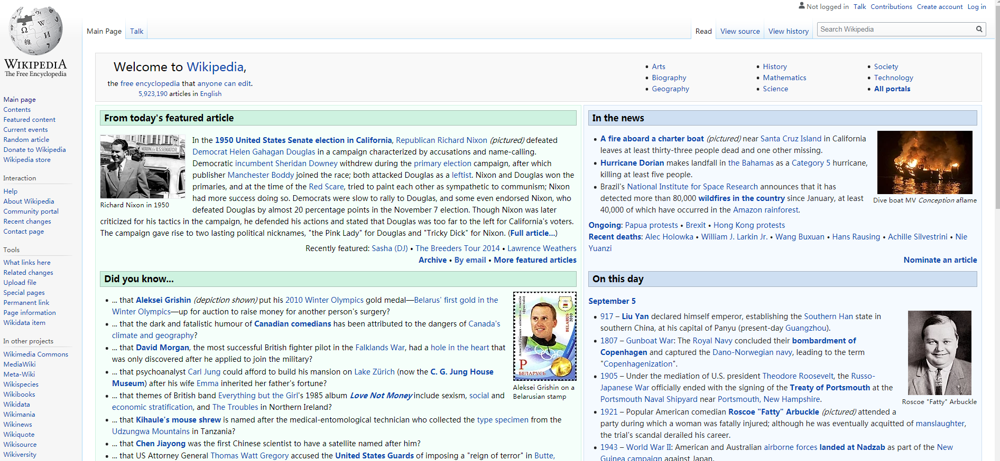 Not logged in Talk Contributions Create account Log in
Main Page Talk Read View source View history Search Wikipedia
WIKIPEDIA
The Free Encyclopedia
Main page
Contents
Featured content
Current events
Random article
Donate to Wikipedia
Wikipedia store
Interaction
Help
About Wikipedia
Community portal
Recent changes
Contact page
Tools
What links here
Related changes
Upload file
Special pages
Permanent link
Page information
Wikidata item
In other projects
Wikimedia Commons
MediaWiki
Meta-Wiki
Wikispecies
Wikibooks
Wikidata
Wikimania
Wikinews
Wikiquote
Wikisource
Wikiversity
Welcome to Wikipedia,
the free encyclopedia that anyone can edit.
5,923,190 articles in English
• Arts
• Biography
• Geography
• History
• Mathematics
• Science
• Society
• Technology
• All portals
From today's featured article
NIXON for U.S. SENATOR
Richard Nixon in 1950
In the 1950 United States Senate election in California, Republican Richard Nixon (pictured) defeated
Democrat Helen Gahagan Douglas in a campaign characterized by accusations and name-calling.
Democratic incumbent Sheridan Downey withdrew during the primary election campaign, after which
publisher Manchester Boddy joined the race; both attacked Douglas as a leftist. Nixon and Douglas won the
primaries, and at the time of the Red Scare, tried to paint each other as sympathetic to communism; Nixon
had more success doing so. Democrats were slow to rally to Douglas, and some even endorsed Nixon, who
defeated Douglas by almost 20 percentage points in the November 7 election. Though Nixon was later
criticized for his tactics in the campaign, he defended his actions and stated that Douglas was too far to the left for California's voters.
The campaign gave rise to two lasting political nicknames, "the Pink Lady" for Douglas and "Tricky Dick" for Nixon. (Full article...)
Recently featured: Sasha (DJ) • The Breeders Tour 2014 • Lawrence Weathers
Archive • By email • More featured articles
Did you know...
• ... that Aleksei Grishin (depiction shown) put his 2010 Winter Olympics gold medal—Belarus' first gold in the
Winter Olympics—up for auction to raise money for another person's surgery?
• ... that the dark and fatalistic humour of Canadian comedians has been attributed to the dangers of Canada's
climate and geography?
• ... that David Morgan, the most successful British fighter pilot in the Falklands War, had a hole in the heart that
was only discovered after he applied to join the military?
• ... that psychoanalyst Carl Jung could afford to build his mansion on Lake Zürich (now the C. G. Jung House
Museum) after his wife Emma inherited her father's fortune?
• ... that themes of British band Everything but the Girl's 1985 album Love Not Money include sexism, social and
economic stratification, and The Troubles in Northern Ireland?
• ... that Kihaule's mouse shrew is named after the medical-entomological technician who collected the type specimen from the
Udzungwa Mountains in Tanzania?
• ... that Chen Jiayong was the first Chinese scientist to have a satellite named after him?
• ... that US Attorney General Thomas Watt Gregory accused the United States Guards of imposing a "reign of terror" in Butte,
BELARUS
2010
P
БЕЛАРУСЬ
Aleksei Grishin on a
Belarusian stamp
In the news
• A fire aboard a charter boat (pictured) near Santa Cruz Island in California
leaves at least thirty-three people dead and one other missing.
• Hurricane Dorian makes landfall in the Bahamas as a Category 5 hurricane,
killing at least five people.
• Brazil's National Institute for Space Research announces that it has
detected more than 80,000 wildfires in the country since January, at least
40,000 of which have occurred in the Amazon rainforest.
Dive boat MV Conception aflame
Ongoing: Papua protests • Brexit • Hong Kong protests
Recent deaths: Alec Holowka • William J. Larkin Jr. • Wang Buxuan • Hans Rausing • Achille Silvestrini • Nie
Yuanzi
Nominate an article
On this day
September 5
• 917 – Liu Yan declared himself emperor, establishing the Southern Han state in
southern China, at his capital of Panyu (present-day Guangzhou).
• 1807 – Gunboat War: The Royal Navy concluded their bombardment of
Copenhagen and captured the Dano-Norwegian navy, leading to the term
"Copenhagenization".
• 1905 – Under the mediation of U.S. president Theodore Roosevelt, the Russo-
Japanese War officially ended with the signing of the Treaty of Portsmouth at the
Portsmouth Naval Shipyard near Portsmouth, New Hampshire.
• 1921 – Popular American comedian Roscoe "Fatty" Arbuckle (pictured) attended a
party during which a woman was fatally injured; although he was eventually acquitted of manslaughter,
the trial's scandal derailed his career.
• 1943 – World War II: American and Australian airborne forces landed at Nadzab as part of the New
Guinea campaign against Japan.
Roscoe "Fatty" Arbuckle